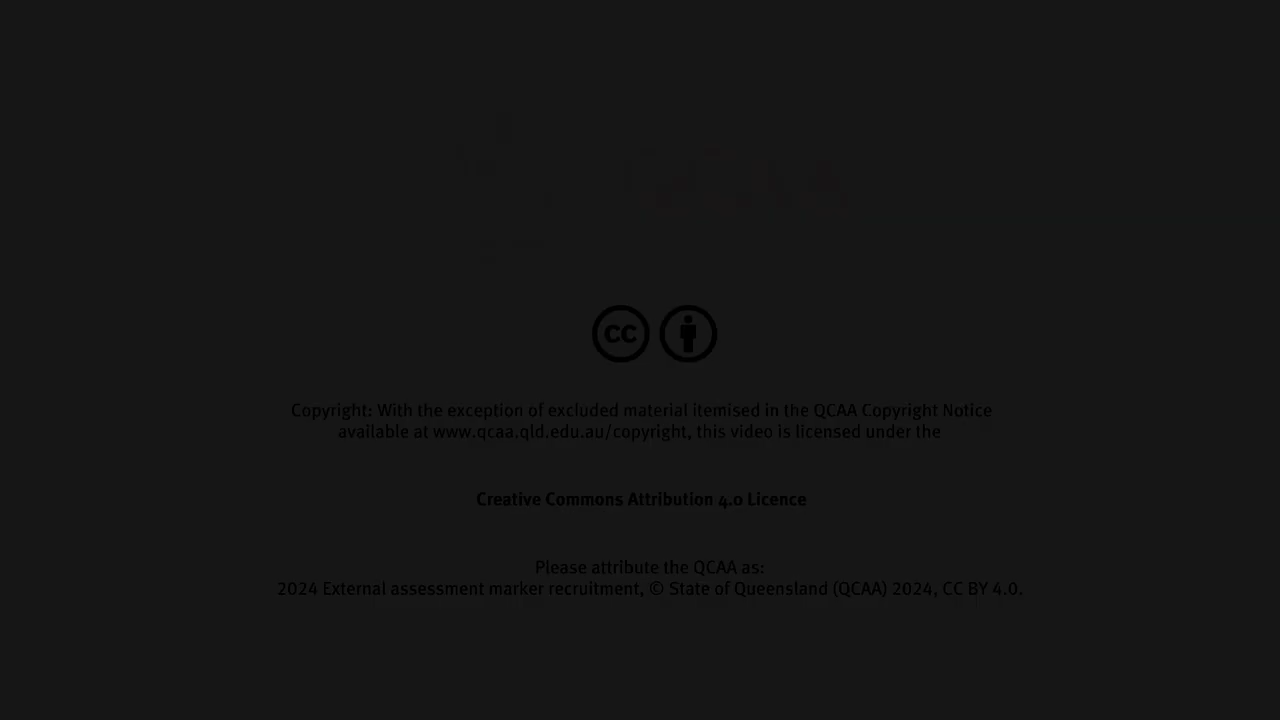 cc
Copyright: With the exception of excluded material itemised in the QCAA Copyright Notice
available at www.qcaa.qld.edu.au/copyright, this video is licensed under the
Creative Commons Attribution 4.0 Licence
Please attribute the QCAA as:
2024 External assessment marker recruitment, © State of Queensland (QCAA) 2024, CC BY 4.0.